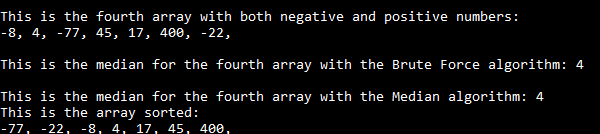 This is the fourth array with both negative and positive numbers:
-8, 4, -77, 45, 17, 400, -22,
This is the median for the fourth array with the Brute Force algorithm: 4
This is the median for the fourth array with the Median algorithm: 4
This is the array sorted:
-77, -22, -8, 4, 17, 45, 400,